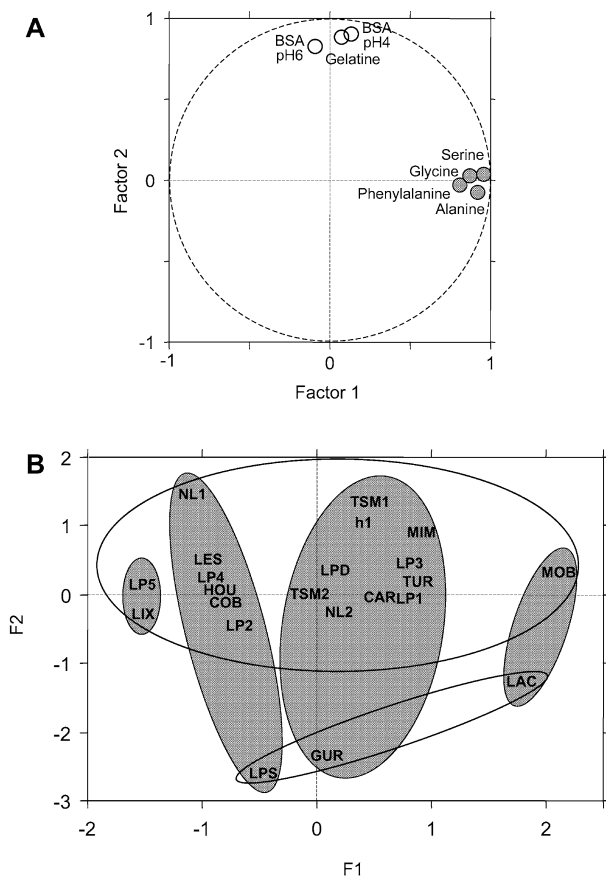 A
1
BSA
pH6
BSA
pH4
Gelatine
Factor 2
0
Serine
Glycine
Phenylalanine
Alanine
-1
-1
0
1
Factor 1
B
2
NL1
TSM1
h1
MIM
1
LES
LP4
HOU
COB
LP2
LP5
LIX
LPD
LP3
TUR
TSM2
CAR
LP1
NL2
MOB
F2
0
-1
LAC
-2
GUR
LPS
-3
-2
-1
0
1
2
F1